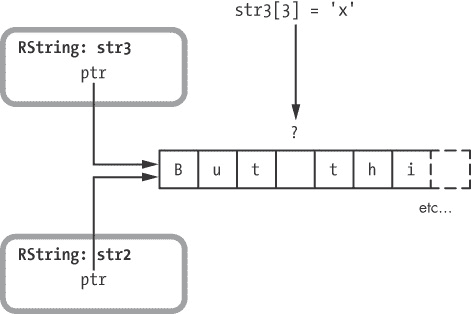 str3[3] = 'x'
RString: str3
ptr
?
B u t t h i
etc...
RString: str2
ptr